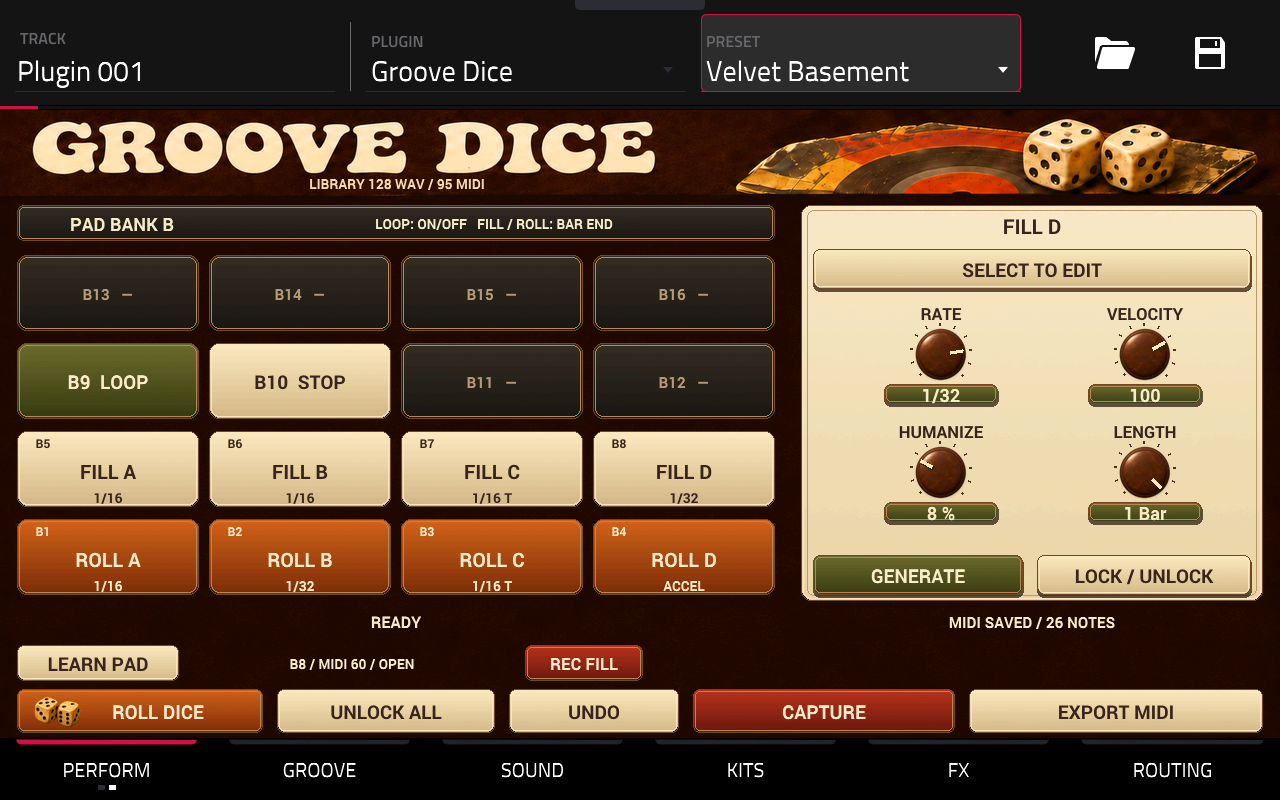 TRACK
Plugin 001
PLUGIN
Groove Dice
PRESET
Velvet Basement
GROOVE DICE
LIBRARY 128 WAV / 95 MIDI
PAD BANK B
LOOP: ON/OFF FILL / ROLL: BAR END
B13 –
B14 –
B15 –
B16 –
B9 LOOP
B10 STOP
B11 –
B12 –
B5
FILL A
1/16
B6
FILL B
1/16
B7
FILL C
1/16 T
B8
FILL D
1/32
B1
ROLL A
1/16
B2
ROLL B
1/32
B3
ROLL C
1/16 T
B4
ROLL D
ACCEL
FILL D
SELECT TO EDIT
RATE
1/32
VELOCITY
100
HUMANIZE
8 %
LENGTH
1 Bar
GENERATE
LOCK / UNLOCK
READY
MIDI SAVED / 26 NOTES
LEARN PAD
B8 / MIDI 60 / OPEN
REC FILL
ROLL DICE
UNLOCK ALL
UNDO
CAPTURE
EXPORT MIDI
PERFORM
GROOVE
SOUND
KITS
FX
ROUTING